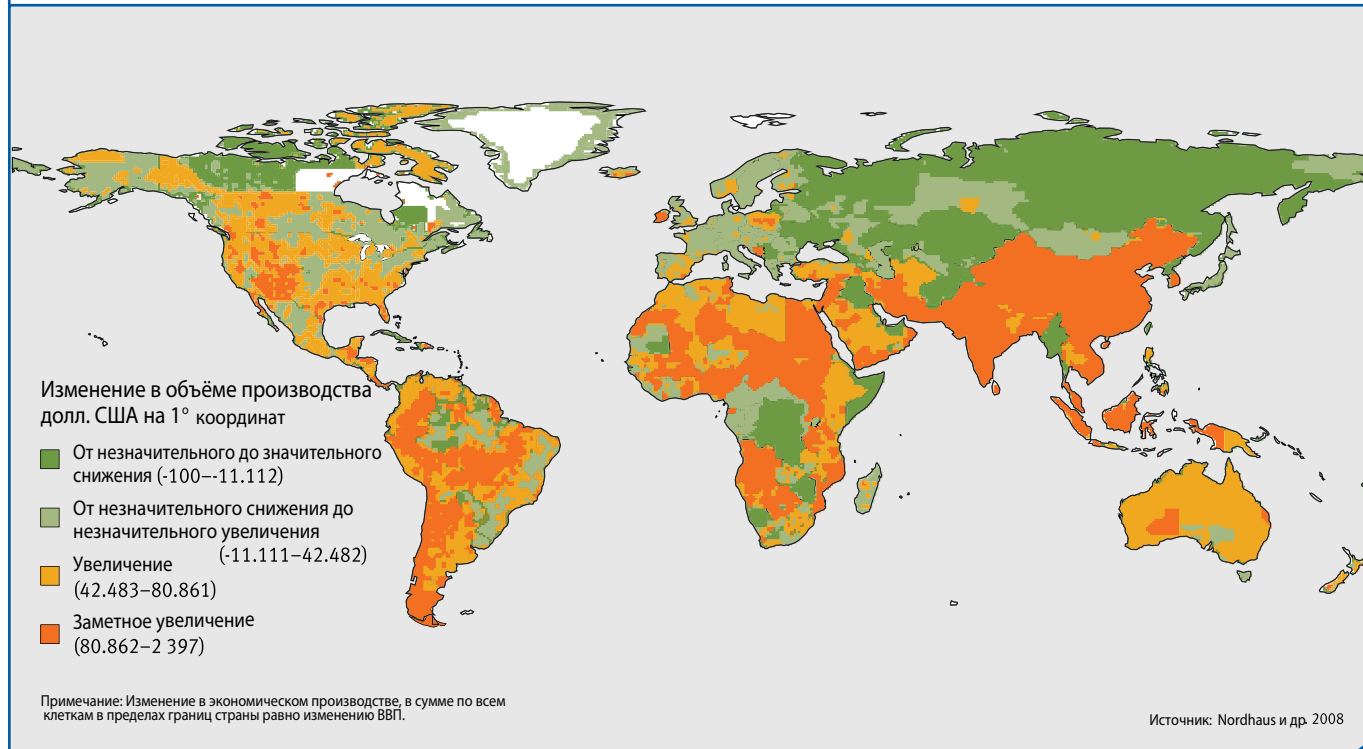 Изменение в объёме производства
долл. США на 1° координат
От незначительного до значительного
снижения (-100–-11.112)
От незначительного снижения до
незначительного увеличения
(-11.111–42.482)
Увеличение
(42.483–80.861)
Заметное увеличение
(80.862–2 397)
Примечание: Изменение в экономическом производстве, в сумме по всем
клеткам в пределах границ страны равно изменению ВВП.
Источник: Nordhaus и др. 2008